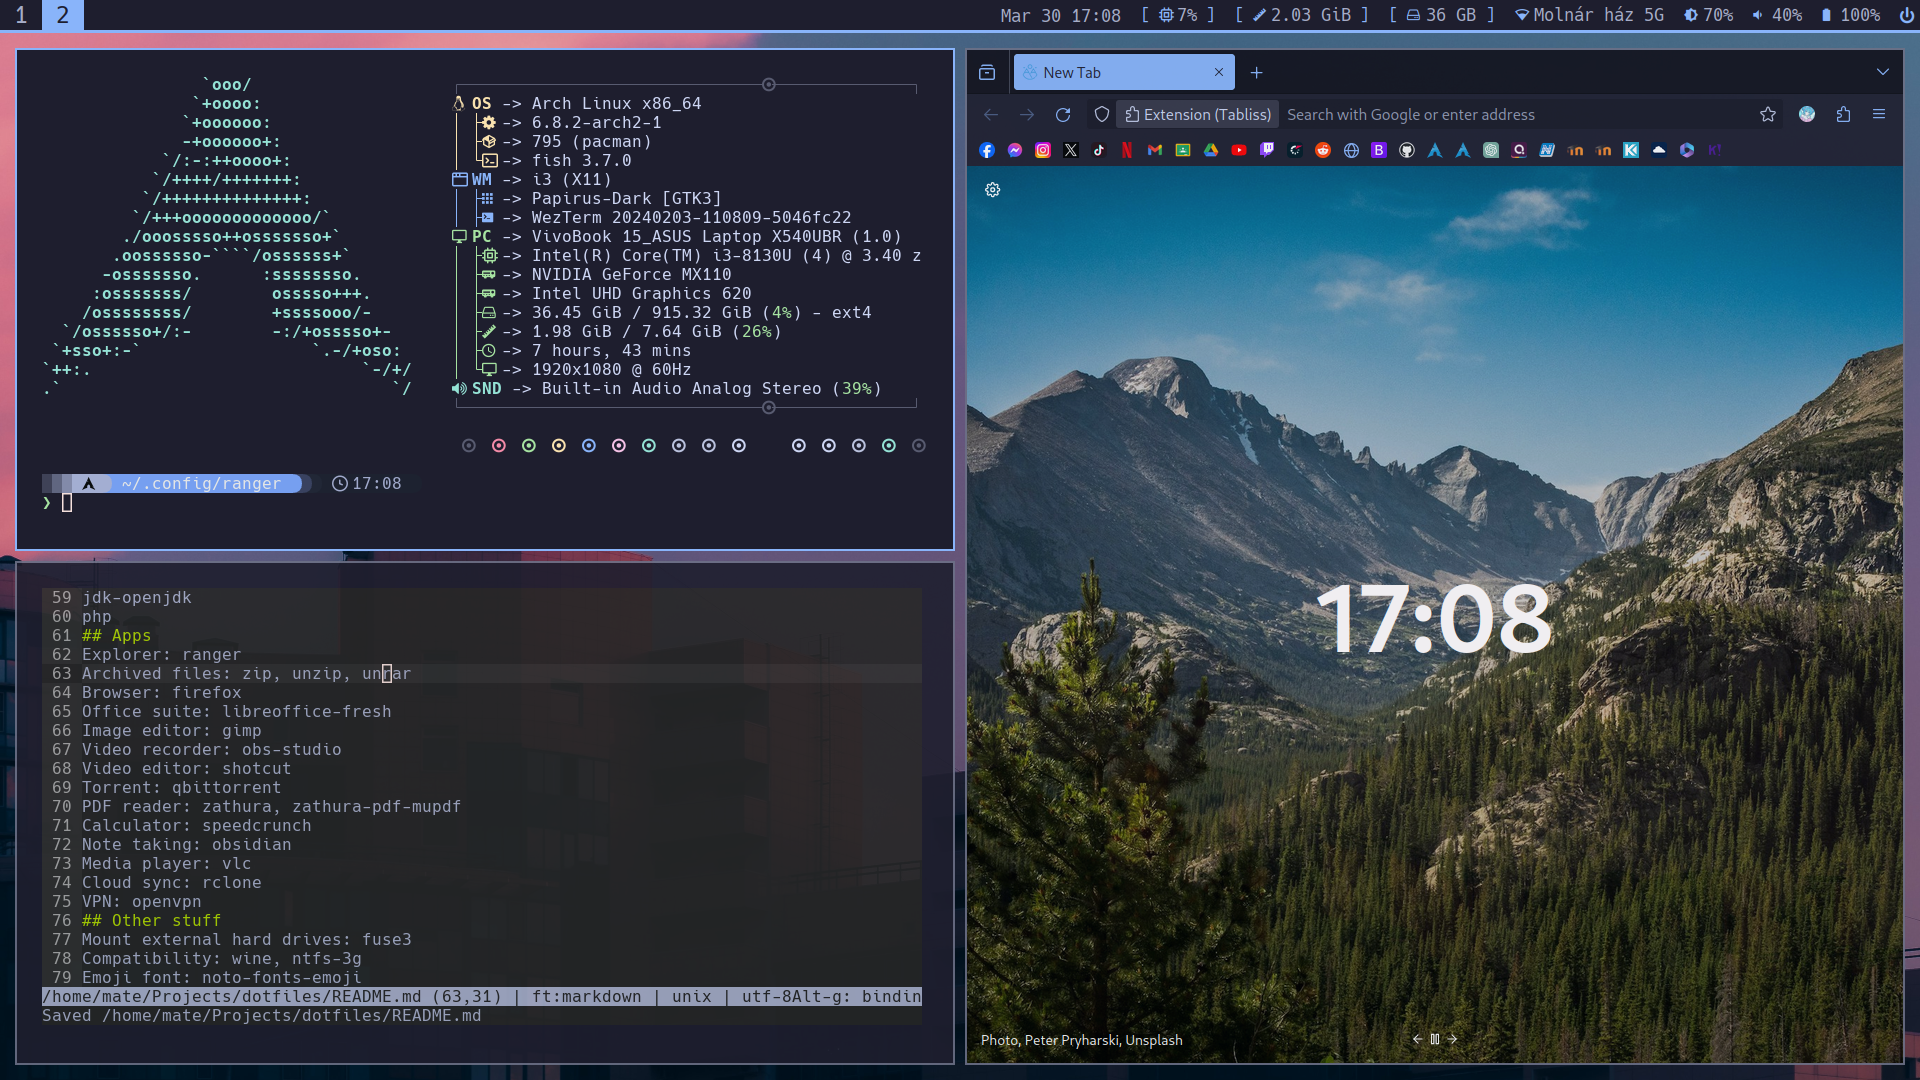 1 2 Mar 30 17:08 [ 7% ] [ 2.03 GiB ] [ 36 GB ] Molnár ház 5G 70% 40% 100%
`ooo/
`+oooo:
`+oooooo:
-+oooooo+:
`/:-:++oooo+:
`/++++/+++++++:
`/++++++++++++++:
`/+++ooooooooooooo/`
./ooosssso++osssssso+`
.oossssso-````/ossssss+`
-osssssso.      :ssssssso.
:osssssss/        osssso+++.
/ossssssss/        +ssssooo/-
`/ossssso+/:-        -:/+osssso+-
`+sso+:-`                 `.-/+oso:
`++:.                           `-/+/
.`                                 `/
OS -> Arch Linux x86_64
-> 6.8.2-arch2-1
-> 795 (pacman)
-> fish 3.7.0
WM -> i3 (X11)
-> Papirus-Dark [GTK3]
-> WezTerm 20240203-110809-5046fc22
PC -> VivoBook 15_ASUS Laptop X540UBR (1.0)
-> Intel(R) Core(TM) i3-8130U (4) @ 3.40 z
-> NVIDIA GeForce MX110
-> Intel UHD Graphics 620
-> 36.45 GiB / 915.32 GiB (4%) - ext4
-> 1.98 GiB / 7.64 GiB (26%)
-> 7 hours, 43 mins
-> 1920x1080 @ 60Hz
SND -> Built-in Audio Analog Stereo (39%)
~/.config/ranger 17:08
❯
59 jdk-openjdk
60 php
61 ## Apps
62 Explorer: ranger
63 Archived files: zip, unzip, unrar
64 Browser: firefox
65 Office suite: libreoffice-fresh
66 Image editor: gimp
67 Video recorder: obs-studio
68 Video editor: shotcut
69 Torrent: qbittorrent
70 PDF reader: zathura, zathura-pdf-mupdf
71 Calculator: speedcrunch
72 Note taking: obsidian
73 Media player: vlc
74 Cloud sync: rclone
75 VPN: openvpn
76 ## Other stuff
77 Mount external hard drives: fuse3
78 Compatibility: wine, ntfs-3g
79 Emoji font: noto-fonts-emoji
/home/mate/Projects/dotfiles/README.md (63,31) | ft:markdown | unix | utf-8Alt-g: bindin
Saved /home/mate/Projects/dotfiles/README.md
New Tab
Extension (Tabliss) Search with Google or enter address
17:08
Photo, Peter Pryharski, Unsplash